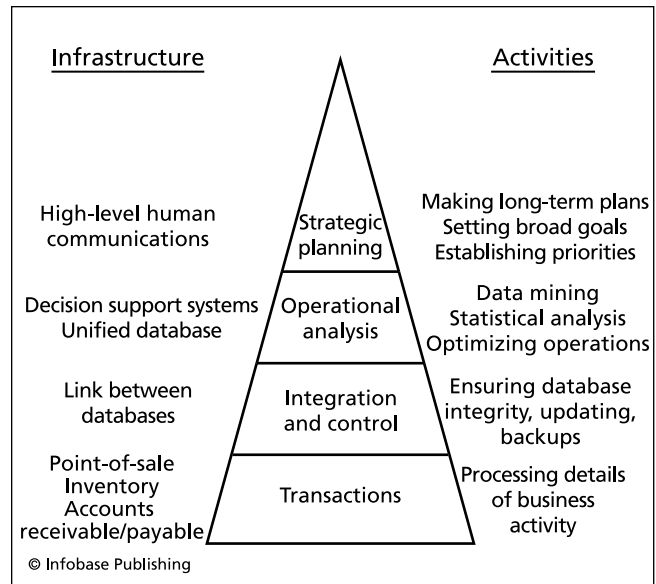 Infrastructure
Activities
High-level human
communications
Strategic
planning
Making long-term plans
Setting broad goals
Establishing priorities
Decision support systems
Unified database
Operational
analysis
Data mining
Statistical analysis
Optimizing operations
Link between
databases
Integration
and control
Ensuring database
integrity, updating,
backups
Point-of-sale
Inventory
Accounts
receivable/payable
Transactions
Processing details
of business
activity
© Infobase Publishing